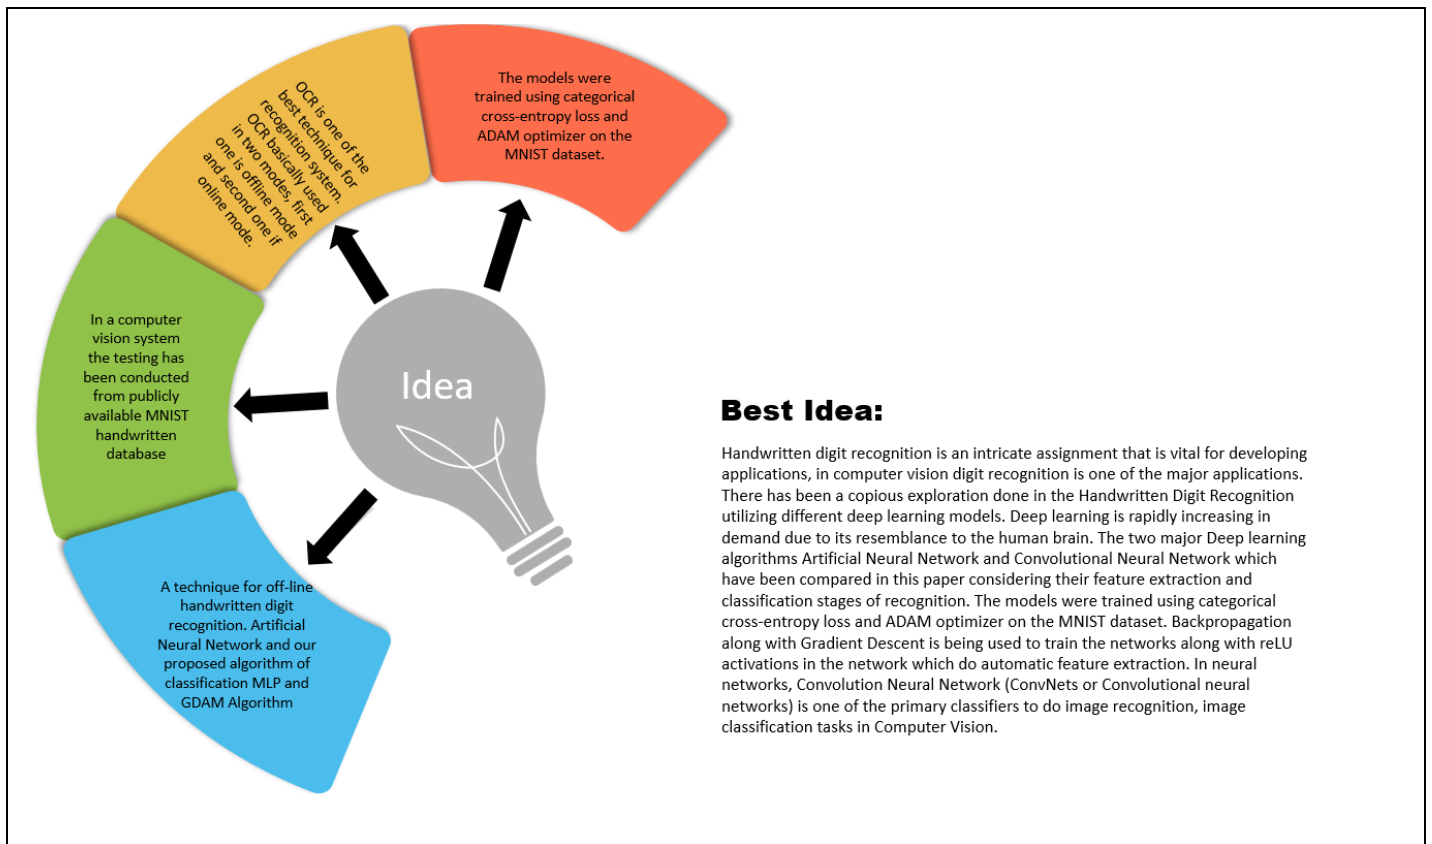 The models were
trained using categorical
cross-entropy loss and
ADAM optimizer on the
MNIST dataset.
OCR is one of the
best technique for
recognition system.
OCR basically used
in two modes, first
one is offline mode
and second one if
online mode.
In a computer
vision system
the testing has
been conducted
from publicly
available MNIST
handwritten
database
A technique for off-line
handwritten digit
recognition. Artificial
Neural Network and our
proposed algorithm of
classification MLP and
GDAM Algorithm
Idea
Best Idea:
Handwritten digit recognition is an intricate assignment that is vital for developing
applications, in computer vision digit recognition is one of the major applications.
There has been a copious exploration done in the Handwritten Digit Recognition
utilizing different deep learning models. Deep learning is rapidly increasing in
demand due to its resemblance to the human brain. The two major Deep learning
algorithms Artificial Neural Network and Convolutional Neural Network which
have been compared in this paper considering their feature extraction and
classification stages of recognition. The models were trained using categorical
cross-entropy loss and ADAM optimizer on the MNIST dataset. Backpropagation
along with Gradient Descent is being used to train the networks along with reLU
activations in the network which do automatic feature extraction. In neural
networks, Convolution Neural Network (ConvNets or Convolutional neural
networks) is one of the primary classifiers to do image recognition, image
classification tasks in Computer Vision.